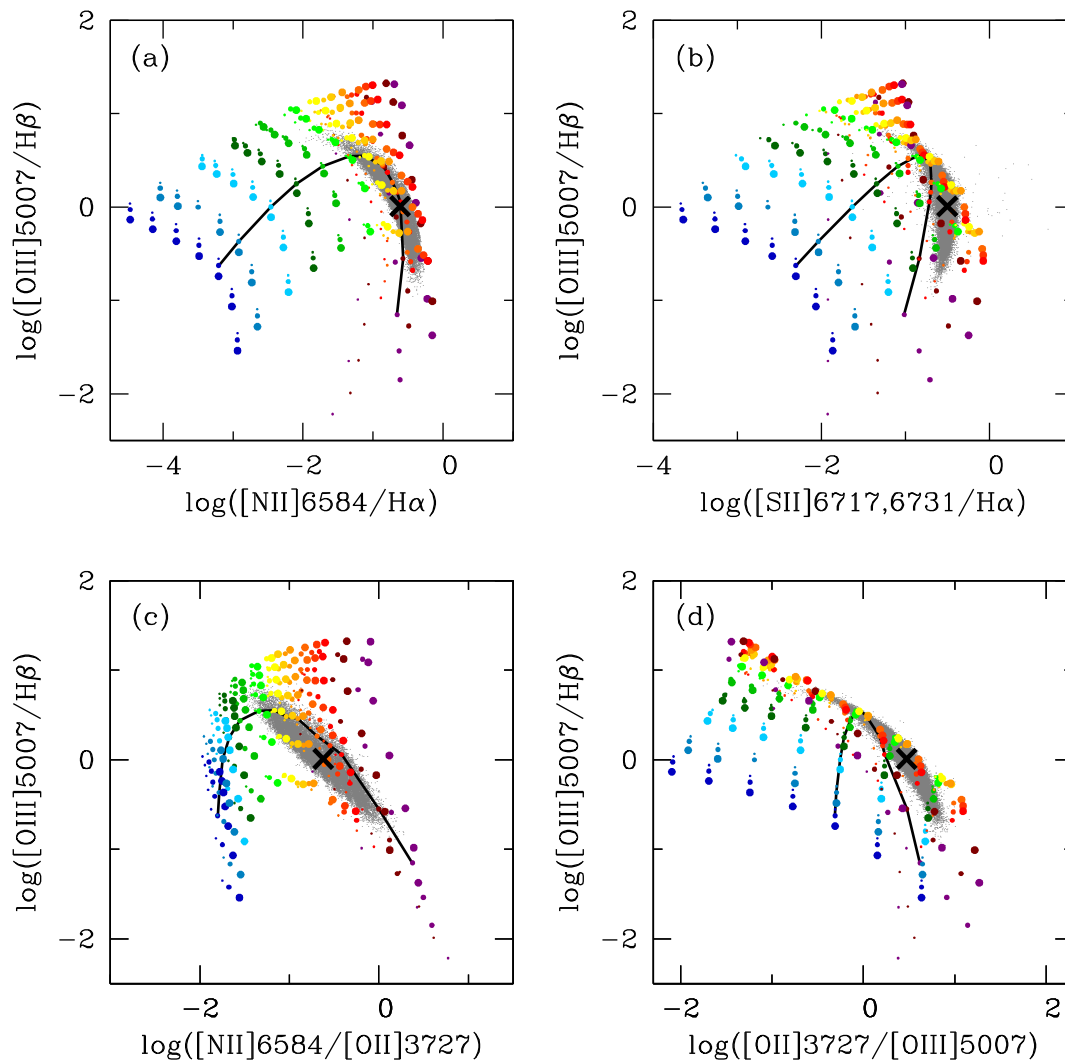 2
(a)
(b)
0
−2
log([OIII]5007/Hβ)
−4 −2 0
log([NII]6584/Hα)
2
0
−2
log([OIII]5007/Hβ)
−4 −2 0
log([SII]6717,6731/Hα)
2
(c)
(d)
0
−2
log([OIII]5007/Hβ)
−2 0
log([NII]6584/[OII]3727)
2
0
−2
log([OIII]5007/Hβ)
−2 0 2
log([OII]3727/[OIII]5007)